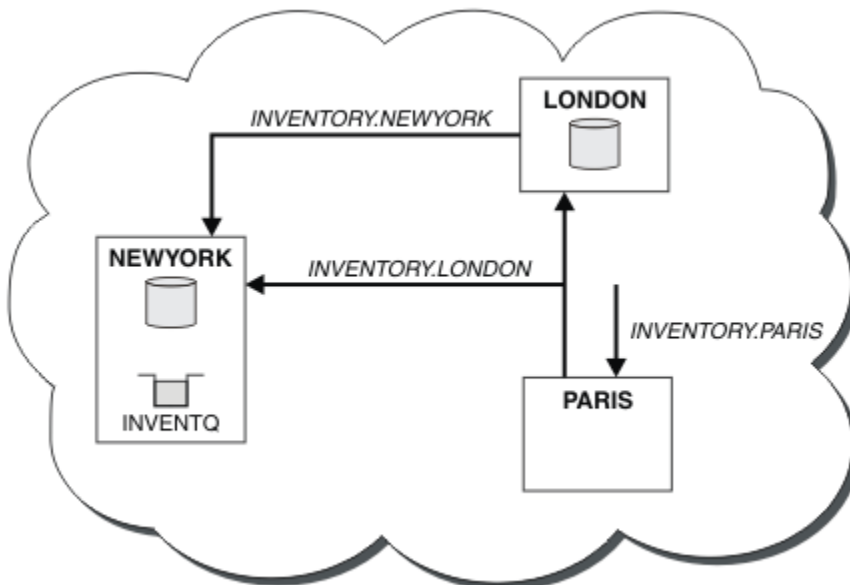 LONDON
INVENTORY.NEWYORK
NEWYORK
INVENTORY.LONDON
INVENTORY.PARIS
PARIS
INVENTQ